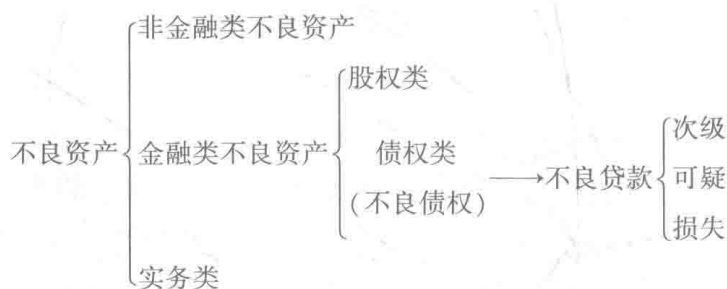 非金融类不良资产
股权类
次级
不良资产
金融类不良资产
债权类
不良贷款
可疑
(不良债权)
损失
实务类